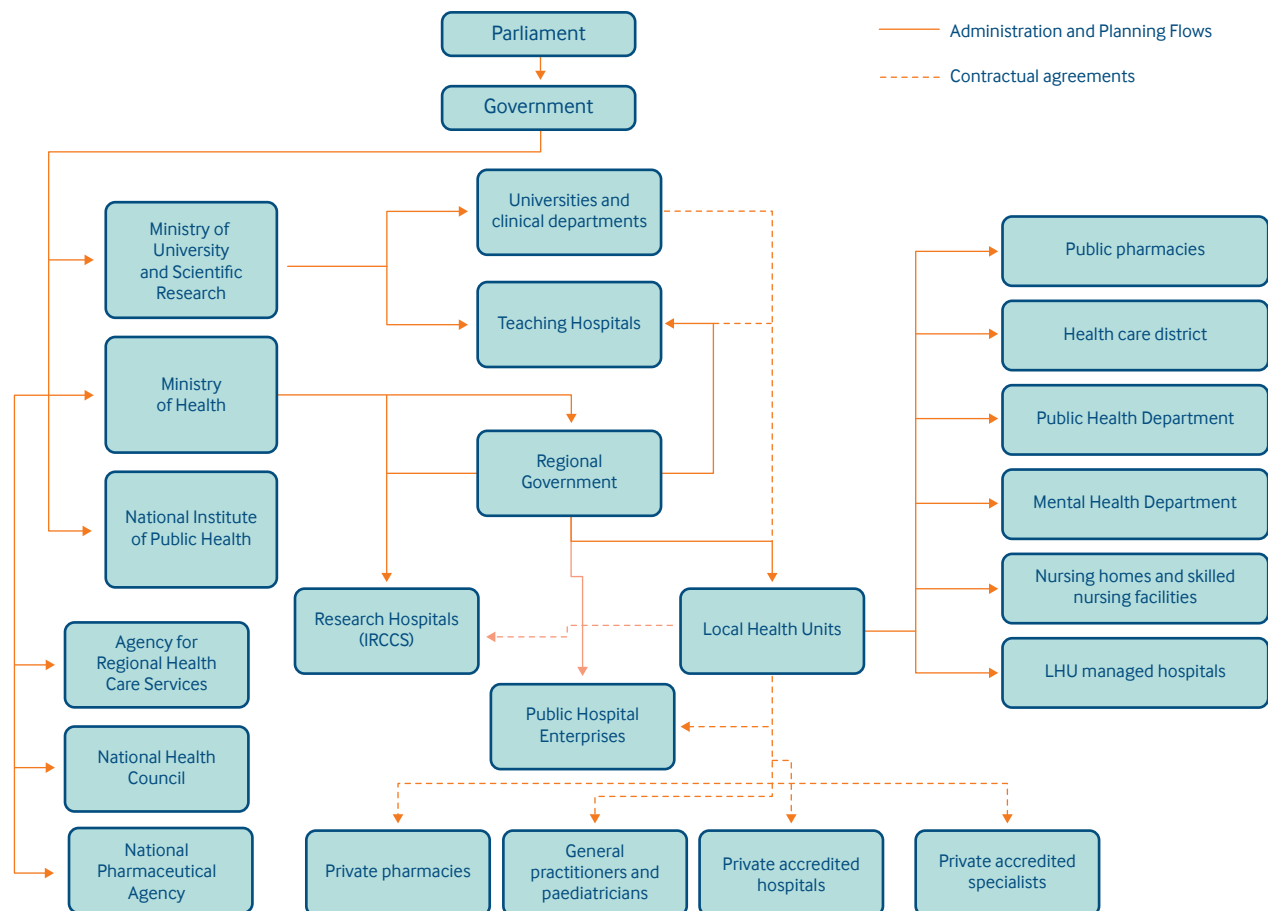 Parliament
Administration and Planning Flows
Contractual agreements
Government
Universities and
clinical departments
Ministry of
University
and Scientific
Research
Public pharmacies
Teaching Hospitals
Health care district
Ministry
of Health
Public Health Department
Regional
Government
Mental Health Department
National Institute
of Public Health
Nursing homes and skilled
nursing facilities
Research Hospitals
(IRCCS)
Local Health Units
Agency for
Regional Health
Care Services
LHU managed hospitals
Public Hospital
Enterprises
National Health
Council
National
Pharmaceutical
Agency
Private pharmacies
General
practitioners and
paediatricians
Private accredited
hospitals
Private accredited
specialists